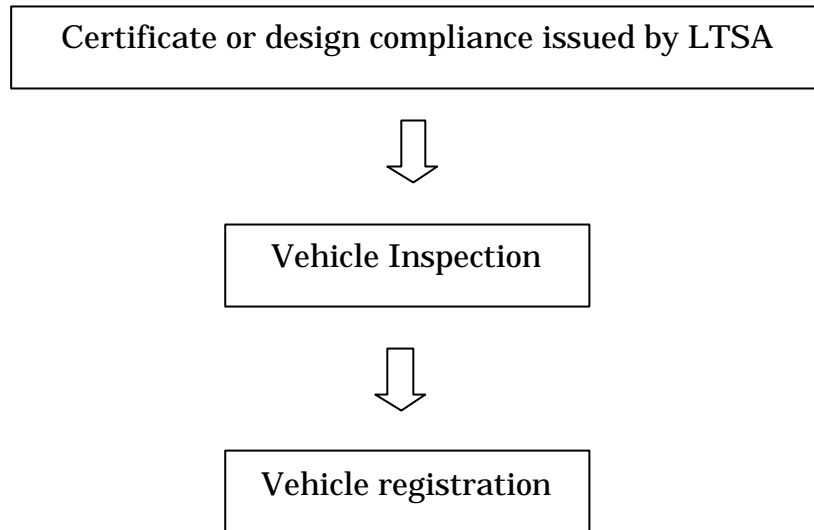 Certificate or design compliance issued by LTSA
Vehicle Inspection
Vehicle registration